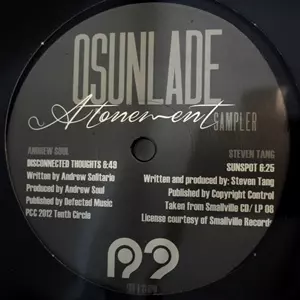 OSUNLADE
Atonement
SAMPLER
ANDREW SOUL
DISCONNECTED THOUGHTS 6:49
Written by Andrew Solitario
Produced by Andrew Soul
Published by Defected Music
P&C 2012 Tenth Circle
STEVEN TANG
SUNSPOT 6:25
Written and produced by: Steven Tang
Published by Copyright Control
Taken from Smallville CD/ LP 08
License courtesy of Smallville Records